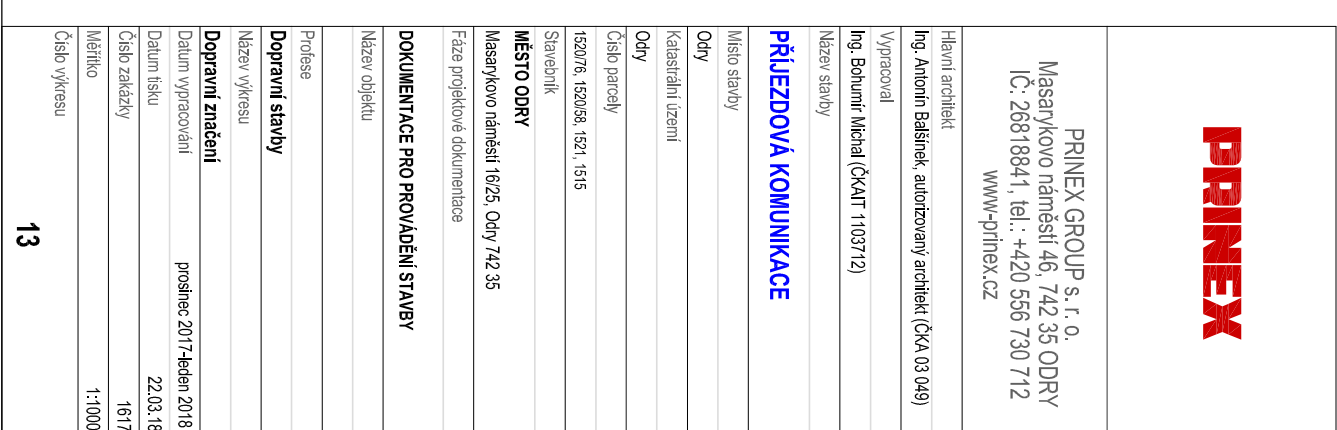 PRINEX
PRINEX GROUP s. r. o.
Masarykovo náměstí 46, 742 35 ODRY
IČ: 26818841, tel.: +420 556 730 712
www-prinex.cz
Hlavní architekt
Ing. Antonín Balšínek, autorizovaný architekt (ČKA 03 049)
Vypracoval
Ing. Bohumír Michal (ČKAIT 1103712)
Název stavby
PŘÍJEZDOVÁ KOMUNIKACE
Místo stavby
Odry
Katastrální území
Odry
Číslo parcely
1520/76, 1520/58, 1521, 1515
Stavebník
MĚSTO ODRY
Masarykovo náměstí 16/25, Odry 742 35
Fáze projektové dokumentace
DOKUMENTACE PRO PROVÁDĚNÍ STAVBY
Název objektu
Profese
Dopravní stavby
Název výkresu
Dopravní značení
Datum vypracování prosinec 2017-leden 2018
Datum tisku 22.03.18
Číslo zakázky 1617
Měřítko 1:1000
Číslo výkresu
13